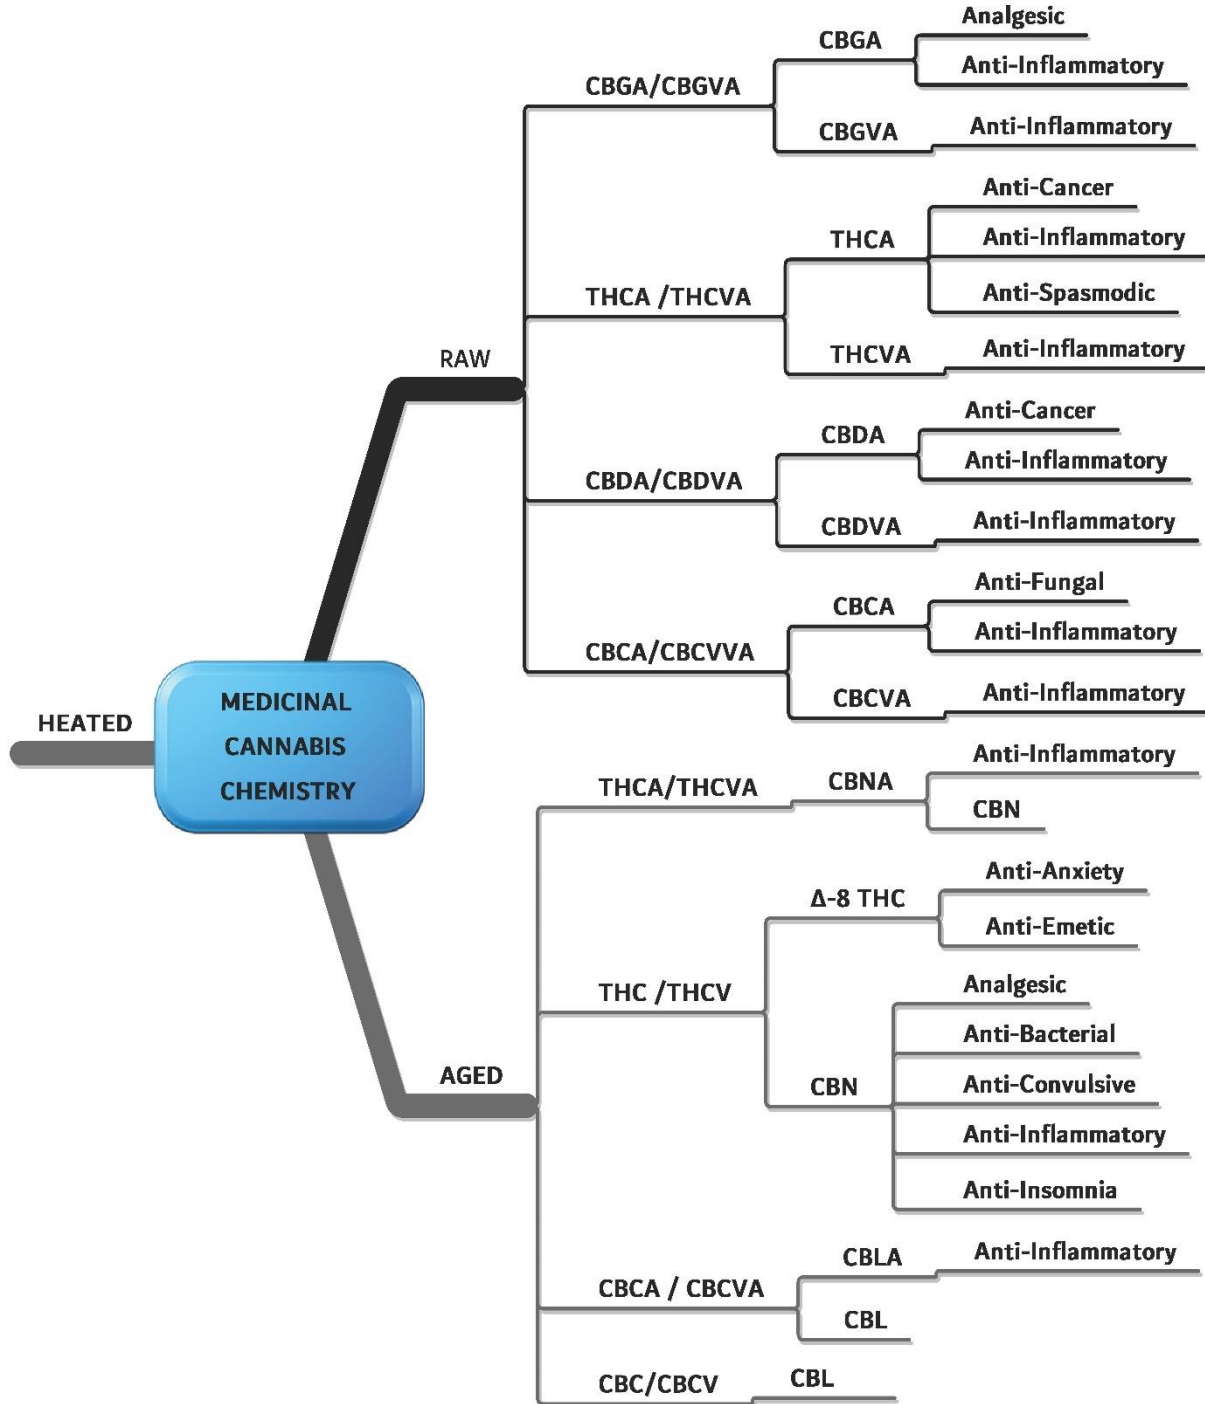 Analgesic
CBGA
Anti-Inflammatory
CBGA/CBGVA
CBGVA
Anti-Inflammatory
Anti-Cancer
THCA
Anti-Inflammatory
THCA /THCVA
Anti-Spasmodic
RAW
THCVA
Anti-Inflammatory
Anti-Cancer
CBDA
Anti-Inflammatory
CBDA/CBDVA
CBDVA
Anti-Inflammatory
Anti-Fungal
CBCA
Anti-Inflammatory
CBCA/CBCVVA
CBCVA
Anti-Inflammatory
HEATED
MEDICINAL
CANNABIS
CHEMISTRY
Anti-Inflammatory
THCA/THCVA
CBNA
CBN
Anti-Anxiety
Δ-8 THC
Anti-Emetic
THC /THCV
Analgesic
Anti-Bacterial
AGED
CBN
Anti-Convulsive
Anti-Inflammatory
Anti-Insomnia
CBLA
Anti-Inflammatory
CBCA / CBCVA
CBL
CBC/CBCV
CBL